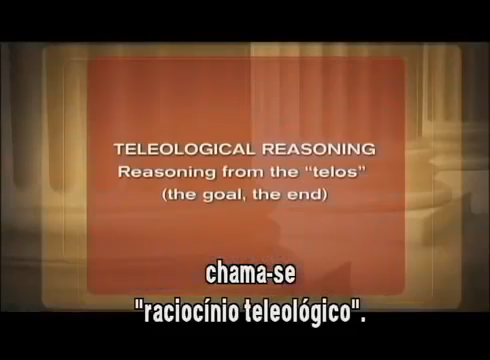 TELEOLOGICAL REASONING
Reasoning from the “telos”
(the goal, the end)
chama-se
"raciocínio teleológico".